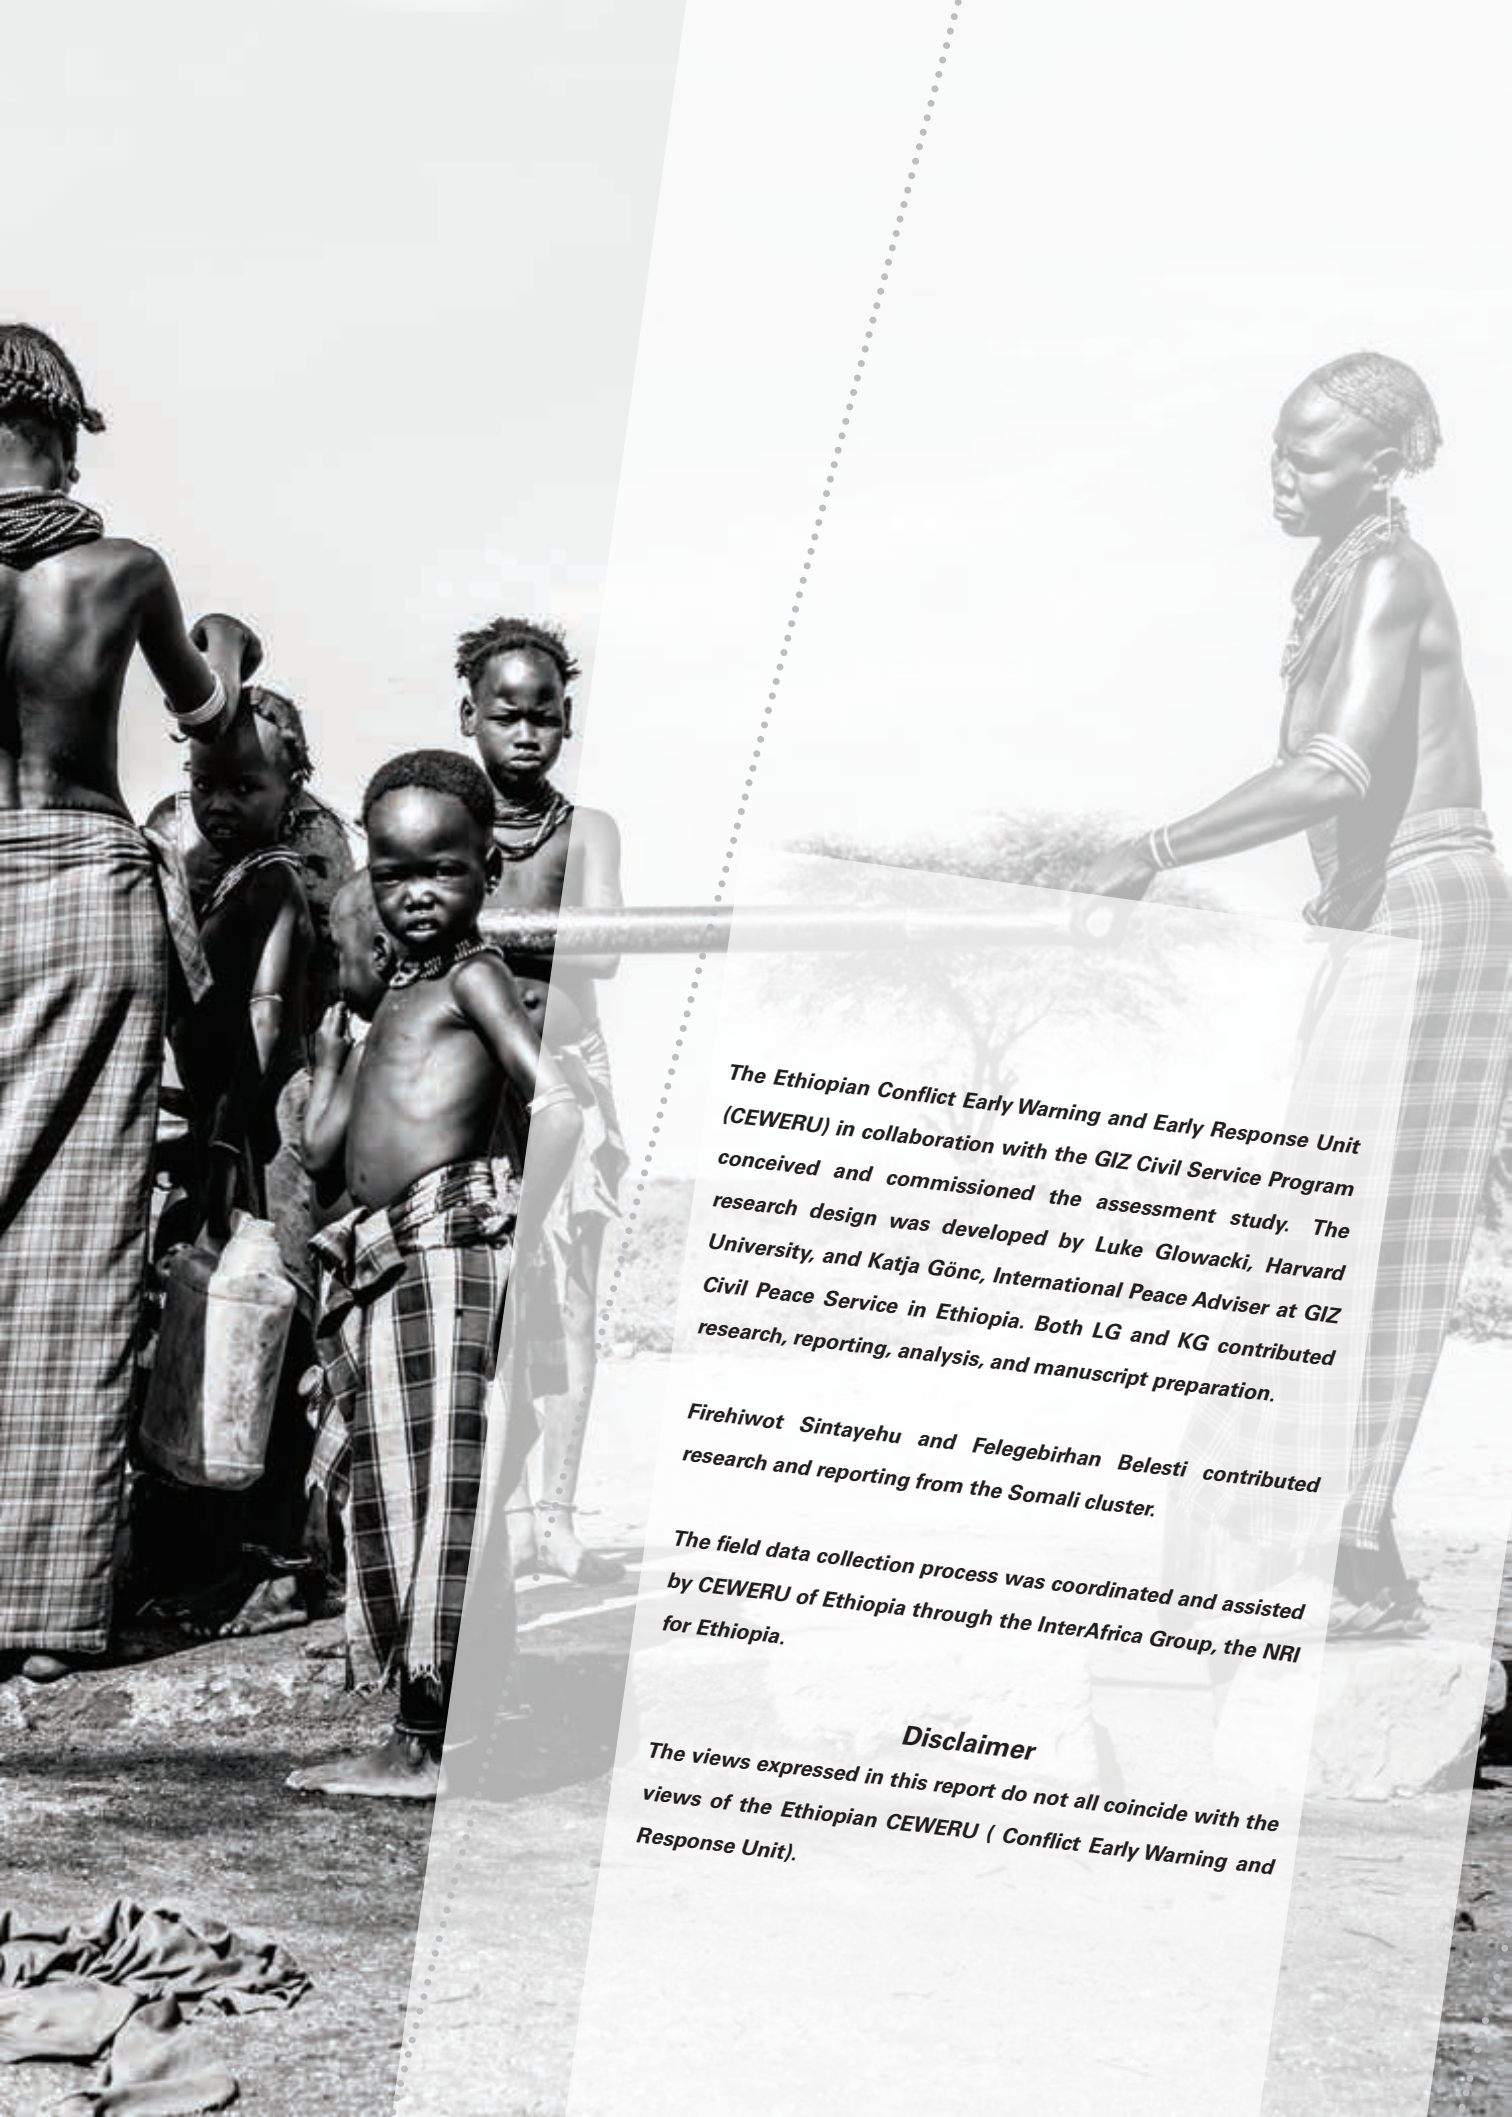 The Ethiopian Conflict Early Warning and Early Response Unit
(CEWERU) in collaboration with the GIZ Civil Service Program
conceived and commissioned the assessment study. The
research design was developed by Luke Glowacki, Harvard
University, and Katja Gönc, International Peace Adviser at GIZ
Civil Peace Service in Ethiopia. Both LG and KG contributed
research, reporting, analysis, and manuscript preparation.
Firehiwot Sintayehu and Felegebirhan Belesti contributed
research and reporting from the Somali cluster.
The field data collection process was coordinated and assisted
by CEWERU of Ethiopia through the InterAfrica Group, the NRI
for Ethiopia.
Disclaimer
The views expressed in this report do not all coincide with the
views of the Ethiopian CEWERU ( Conflict Early Warning and
Response Unit).